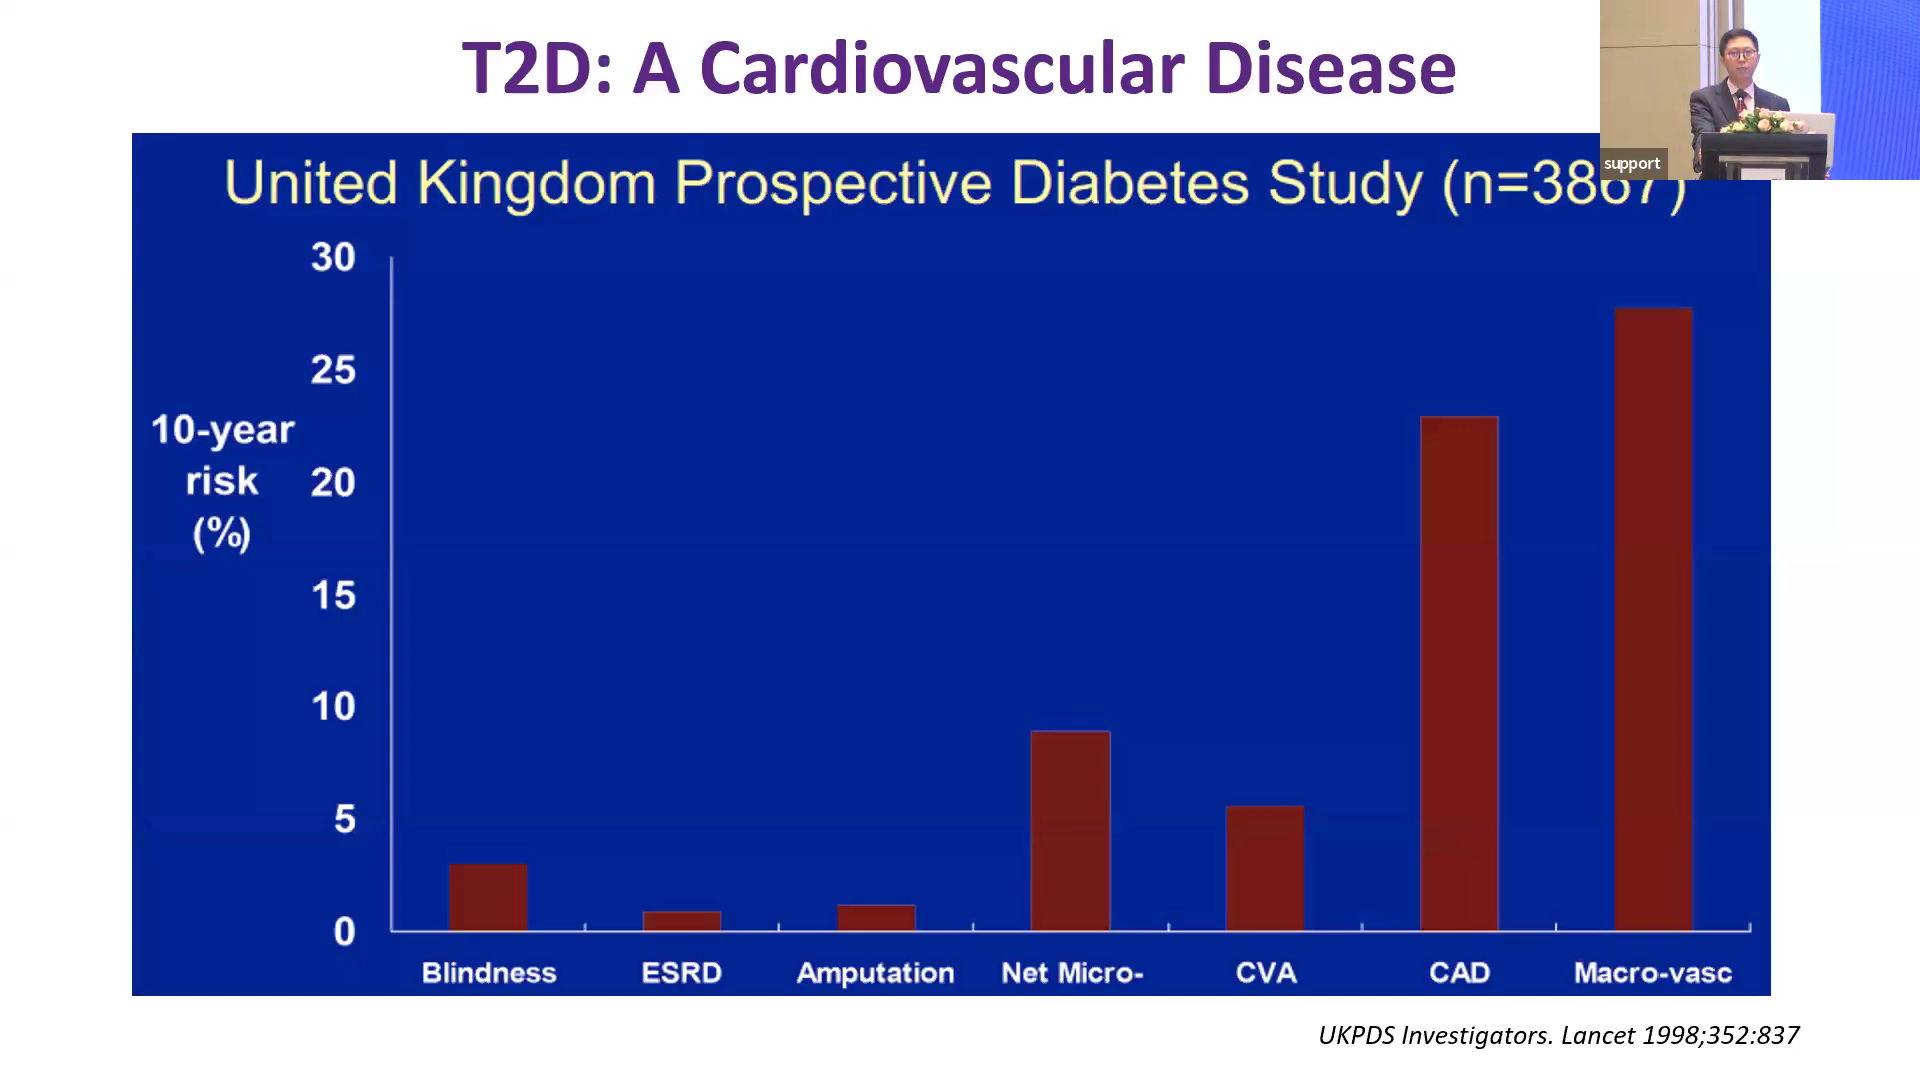 T2D: A Cardiovascular Disease
support
United Kingdom Prospective Diabetes Study (n=3867)
30
25
20
15
10
5
0
10-year
risk
(%)
Blindness
ESRD
Amputation
Net Micro-
CVA
CAD
Macro-vasc
UKPDS Investigators. Lancet 1998;352:837